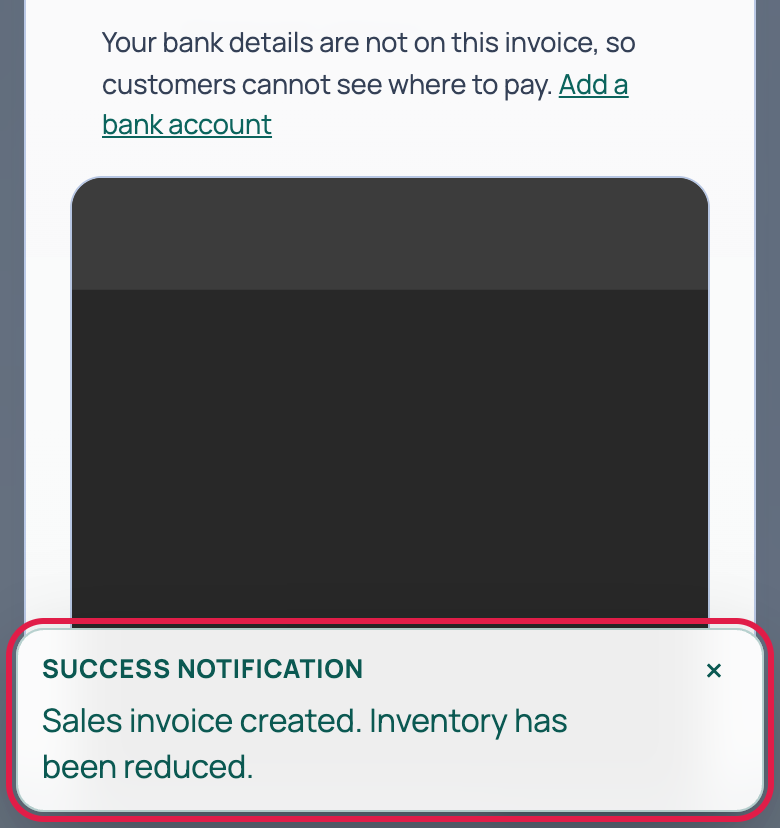 Your bank details are not on this invoice, so
customers cannot see where to pay. Add a
bank account
SUCCESS NOTIFICATION
×
Sales invoice created. Inventory has
been reduced.